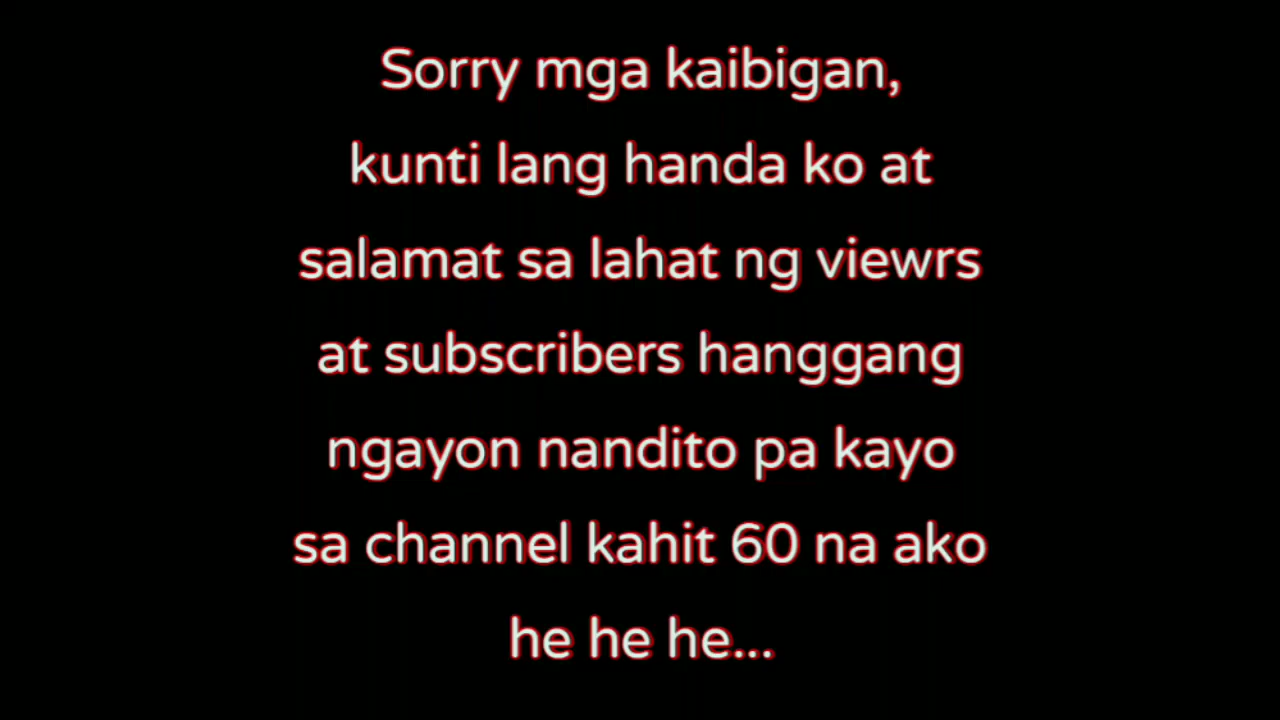 Sorry mga kaibigan,
kunti lang handa ko at
salamat sa lahat ng viewrs
at subscribers hanggang
ngayon nandito pa kayo
sa channel kahit 60 na ako
he he he...